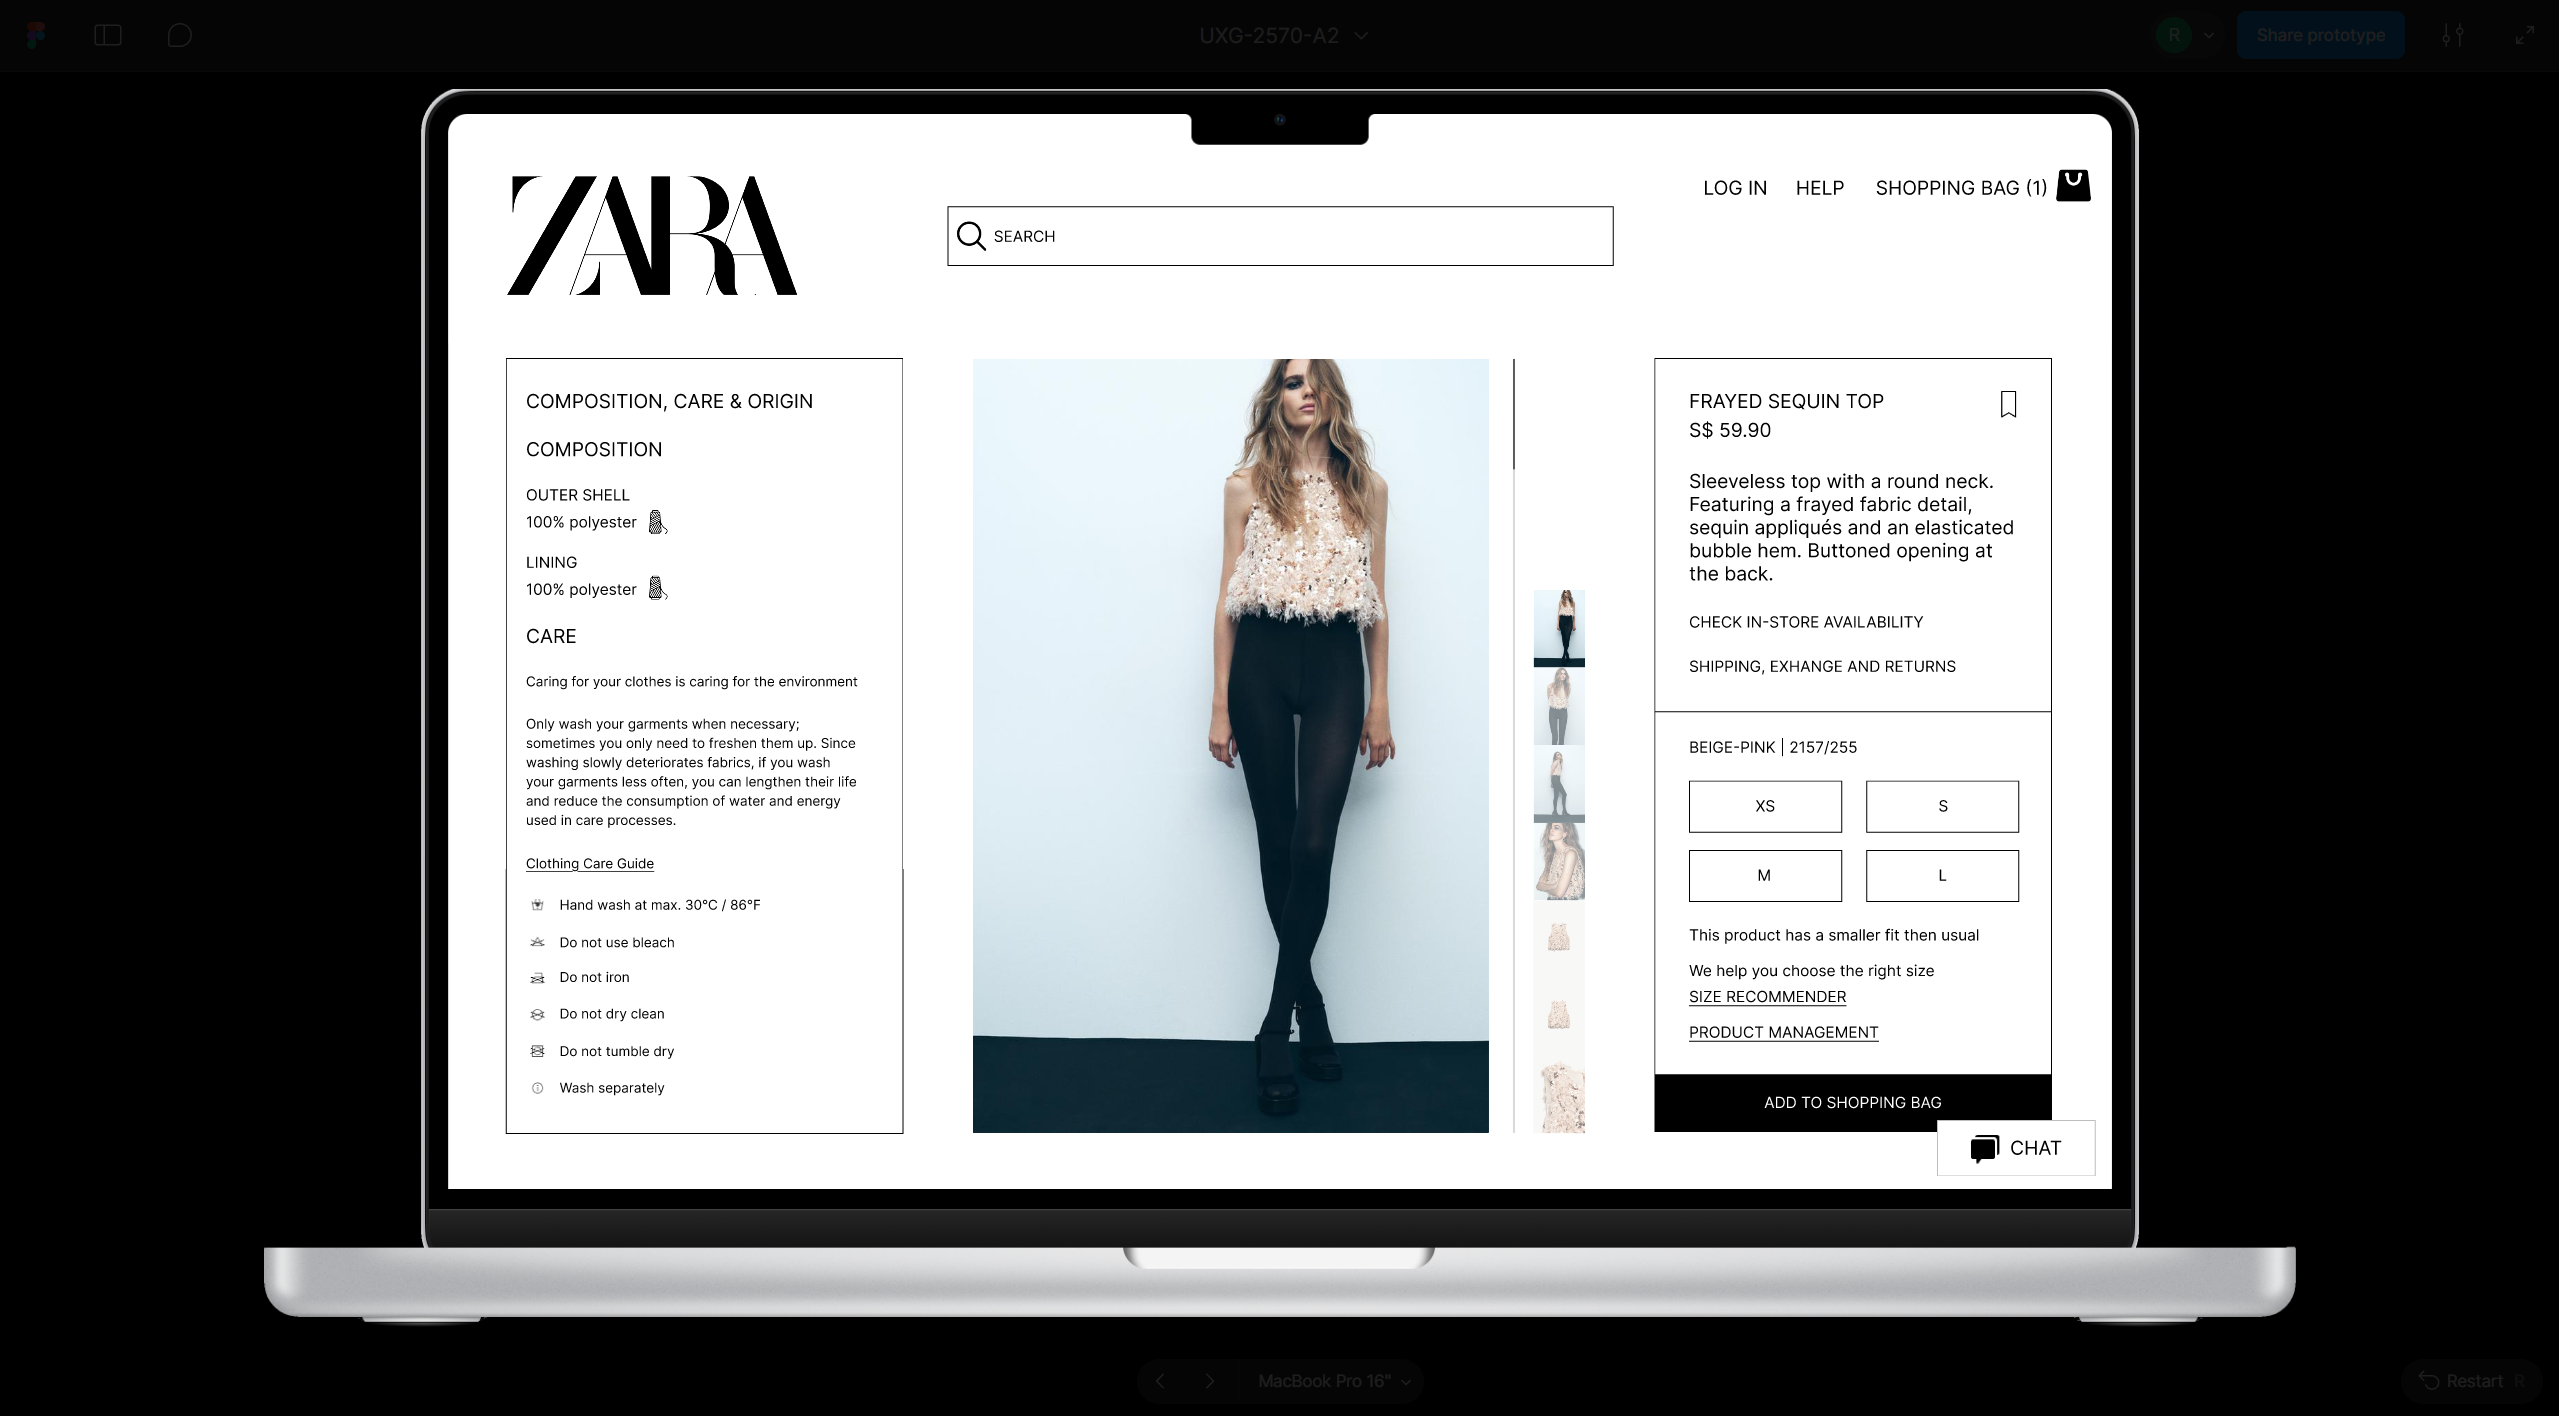 UXG-2570-A2
R
Share prototype
ZARA
LOG IN
HELP
SHOPPING BAG (1)
SEARCH
COMPOSITION, CARE & ORIGIN
COMPOSITION
OUTER SHELL
100% polyester
LINING
100% polyester
CARE
Caring for your clothes is caring for the environment
Only wash your garments when necessary;
sometimes you only need to freshen them up. Since
washing slowly deteriorates fabrics, if you wash
your garments less often, you can lengthen their life
and reduce the consumption of water and energy
used in care processes.
Clothing Care Guide
Hand wash at max. 30°C / 86°F
Do not use bleach
Do not iron
Do not dry clean
Do not tumble dry
Wash separately
FRAYED SEQUIN TOP
S$ 59.90
Sleeveless top with a round neck.
Featuring a frayed fabric detail,
sequin appliqués and an elasticated
bubble hem. Buttoned opening at
the back.
CHECK IN-STORE AVAILABILITY
SHIPPING, EXHANGE AND RETURNS
BEIGE-PINK | 2157/255
XS
S
M
L
This product has a smaller fit then usual
We help you choose the right size
SIZE RECOMMENDER
PRODUCT MANAGEMENT
ADD TO SHOPPING BAG
CHAT
MacBook Pro 16"
Restart R